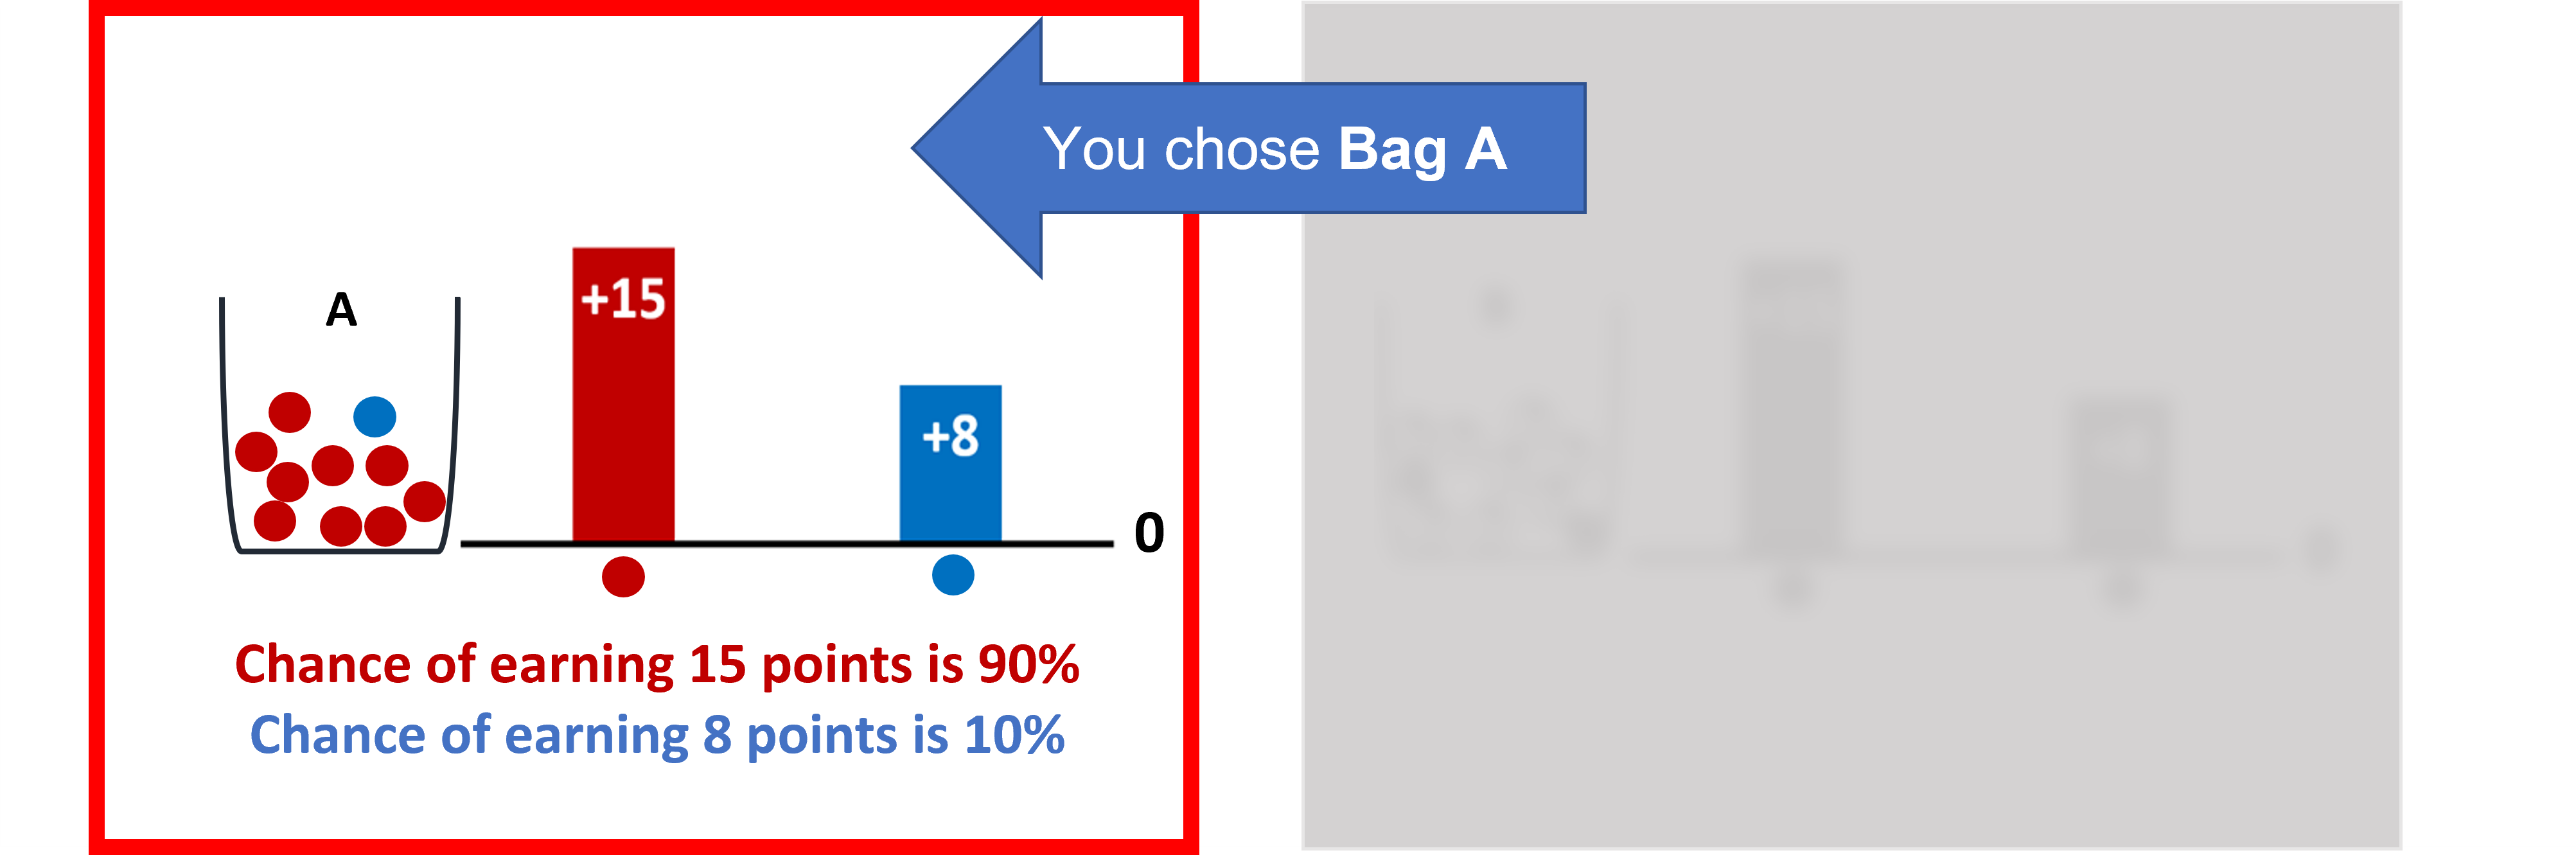 You chose Bag A
A
+15
+8
0
Chance of earning 15 points is 90%
Chance of earning 8 points is 10%